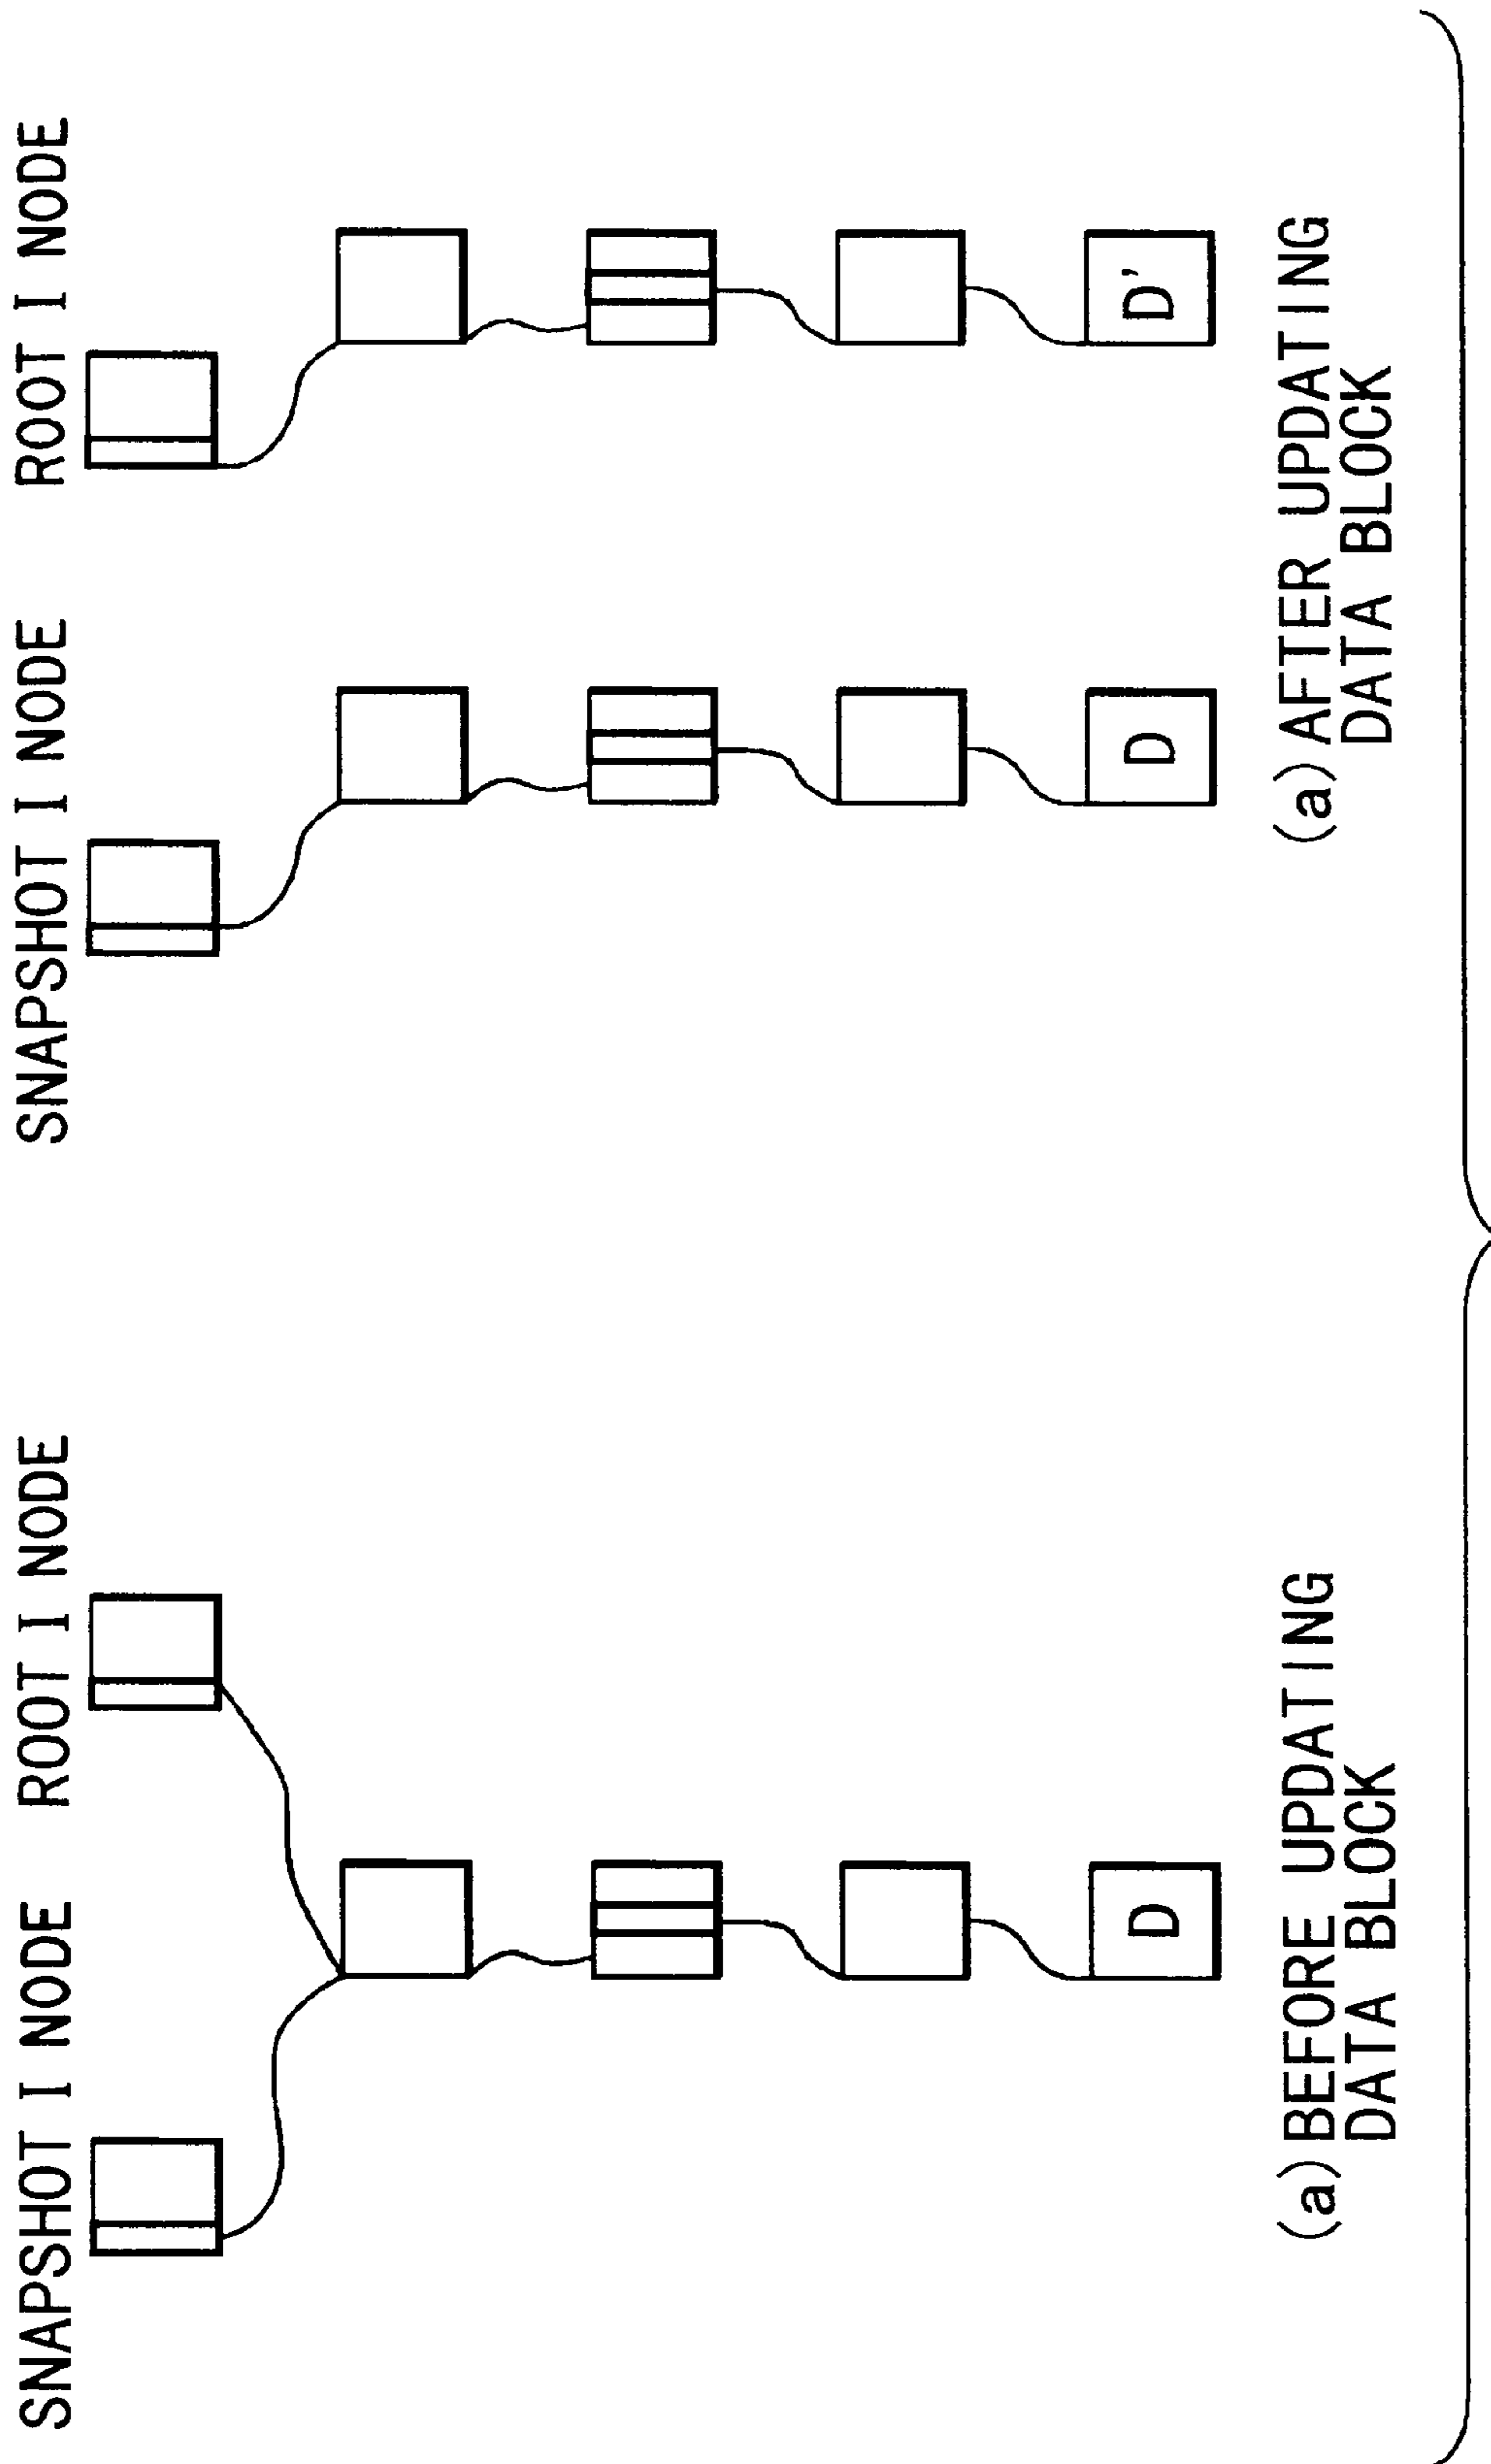 SNAPSHOT I NODE
ROOT I NODE
D
(a) BEFORE UPDATING
DATA BLOCK
SNAPSHOT I NODE
ROOT I NODE
D
D'
(a) AFTER UPDATING
DATA BLOCK